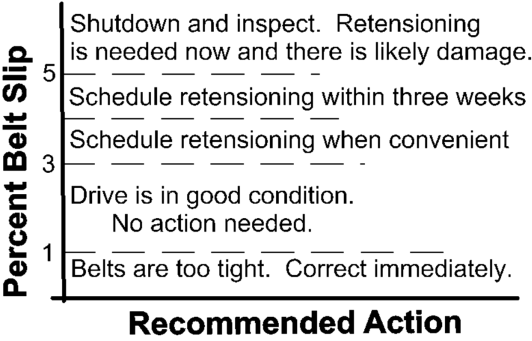 Shutdown and inspect. Retensioning
is needed now and there is likely damage.
5
Schedule retensioning within three weeks
Schedule retensioning when convenient
3
Drive is in good condition.
No action needed.
1
Belts are too tight. Correct immediately.
Percent Belt Slip
Recommended Action